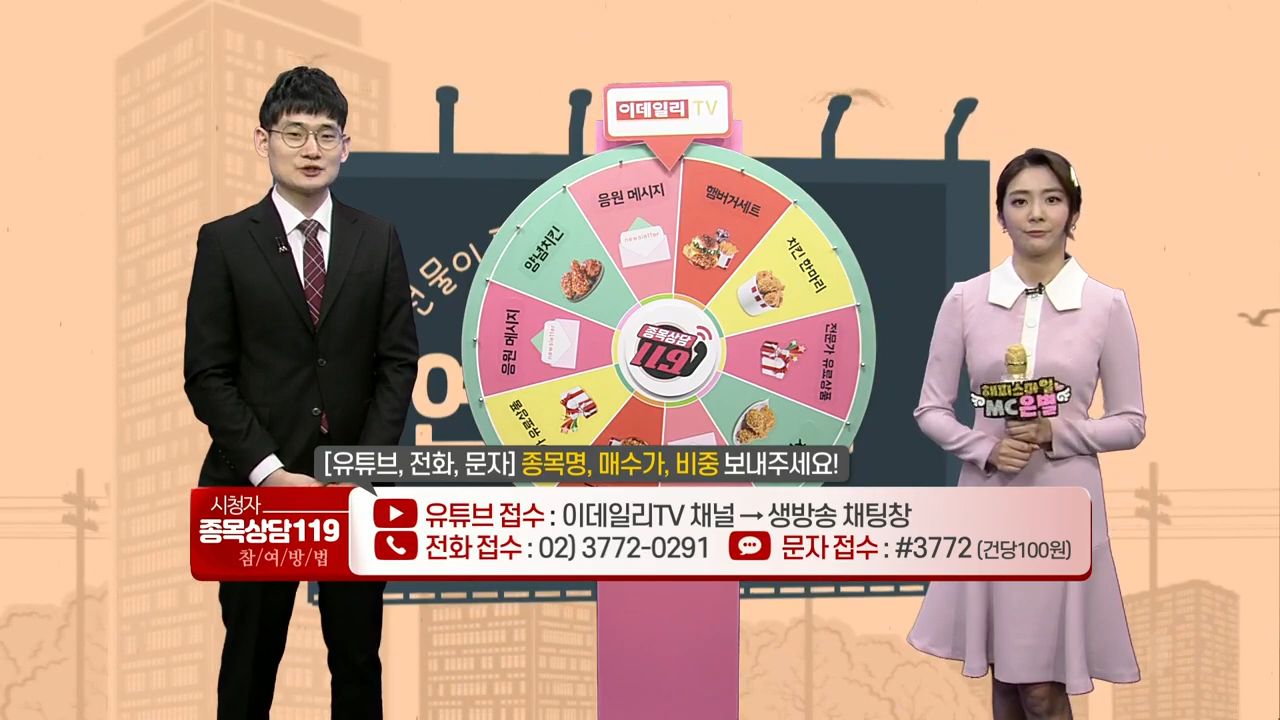 이데일리 TV
응원 메시지
햄버거세트
양념치킨
치킨 한마리
newsletter
응원 메시지
전문가 유료상품
newsletter
종목상담
119
해피스마일
MC은별
[유튜브, 전화, 문자] 종목명, 매수가, 비중 보내주세요!
시청자
종목상담119
참/여/방/법
유튜브 접수 : 이데일리TV 채널 → 생방송 채팅창
전화 접수 : 02) 3772-0291
문자 접수 : #3772 (건당100원)